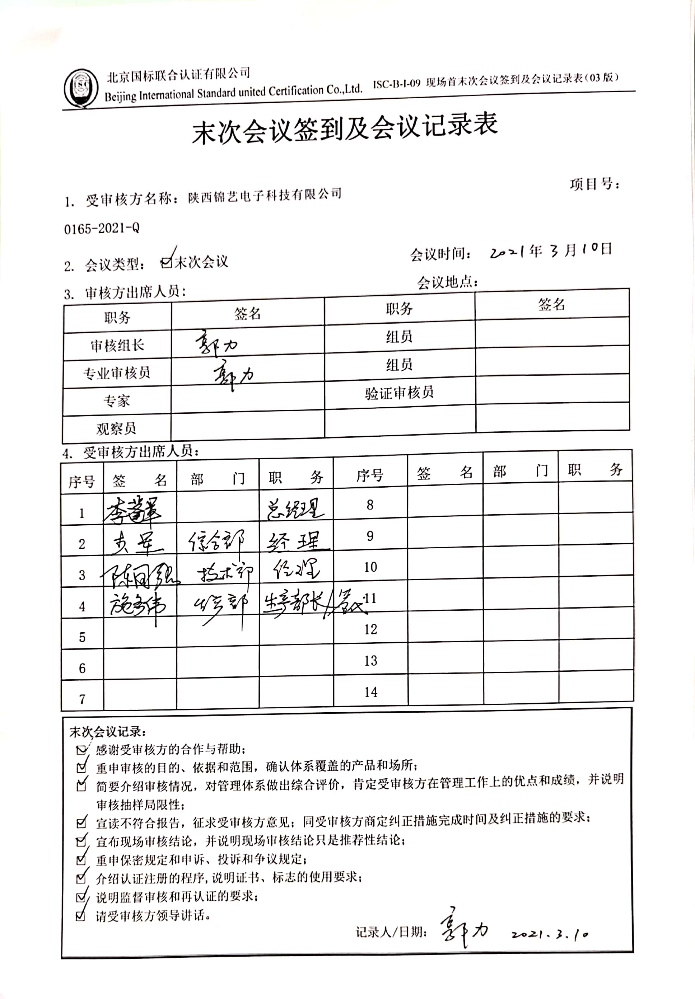 北京国标联合认证有限公司
Beijing International Standard united Certification Co.,Ltd. ISC-B-I-09 现场首末次会议签到及会议记录表(03版)
ISC
末次会议签到及会议记录表
1. 受审核方名称：陕西锦艺电子科技有限公司 项目号：
0165-2021-Q
2. 会议类型：☑末次会议 会议时间：2021年3月10日
3. 审核方出席人员： 会议地点：
职务 签名 职务 签名
审核组长 郭力 组员
专业审核员 郭力 组员
专家 验证审核员
观察员
4. 受审核方出席人员：
序号 签 名 部 门 职 务 序号 签 名 部 门 职 务
1 李 军 总经理 8
2 军 综合部 经理 9
3 陈国强 技术部 经理 10
4 施 伟 生产部 生产部长/ 代 11
5 12
6 13
7 14
末次会议记录：
☑ 感谢受审核方的合作与帮助；
☑ 重申审核的目的、依据和范围，确认体系覆盖的产品和场所；
☑ 简要介绍审核情况，对管理体系做出综合评价，肯定受审核方在管理工作上的优点和成绩，并说明
审核抽样局限性；
☑ 宣读不符合报告，征求受审核方意见；同受审核方商定纠正措施完成时间及纠正措施的要求；
☑ 宣布现场审核结论，并说明现场审核结论只是推荐性结论；
☑ 重申保密规定和申诉、投诉和争议规定；
☑ 介绍认证注册的程序,说明证书、标志的使用要求；
☑ 说明监督审核和再认证的要求；
☑ 请受审核方领导讲话。
记录人/日期：郭力 2021.3.10